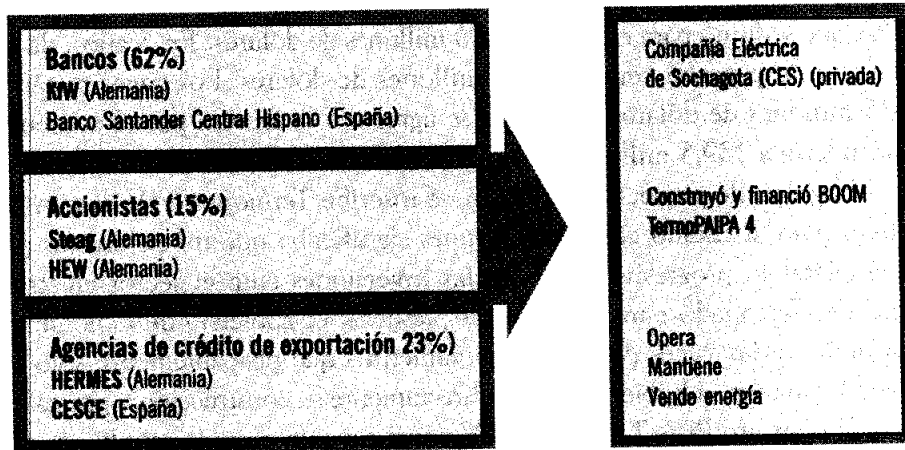 Bancos (62%)
KfW (Alemania)
Banco Santander Central Hispano (España)
Accionistas (15%)
Steag (Alemania)
HEW (Alemania)
Agencias de crédito de exportación 23%)
HERMES (Alemania)
CESCE (España)
Compañía Eléctrica
de Sochagota (CES) (privada)
Construyó y financió BOOM
TermoPAIPA 4
Opera
Mantiene
Vende energía